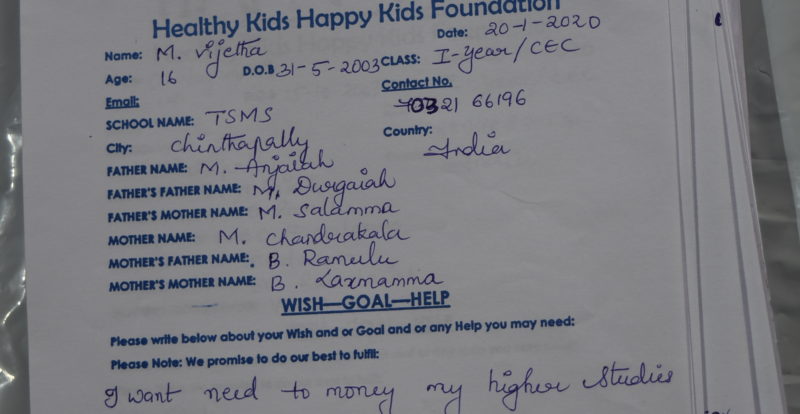 Healthy Kids Happy Kids Foundation
Date: 20-1-2020
Name: M. Vijetha
Age: 16 D.O.B 31-5-2003 CLASS: I-Year/CEC
Email: Contact No.
SCHOOL NAME: TSMS 70321 66196
City: Chinthapally Country: India
FATHER NAME: M. Anjaiah
FATHER'S FATHER NAME: M. Durgaiah
FATHER'S MOTHER NAME: M. Salamma
MOTHER NAME: M. Chandrakala
MOTHER'S FATHER NAME: B. Ramulu
MOTHER'S MOTHER NAME: B. Laxmamma
WISH—GOAL—HELP
Please write below about your Wish and or Goal and or any Help you may need:
Please Note: We promise to do our best to fulfil:
I want need to money my higher studies